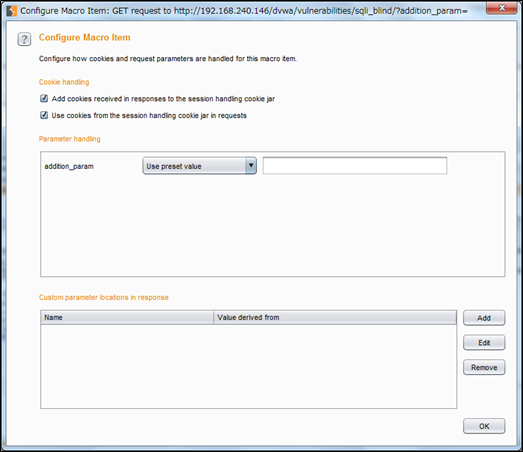 Configure Macro Item: GET request to http://192.168.240.146/dvwa/vulnerabilities/sqli_blind/?addition_param=
?
Configure Macro Item
Configure how cookies and request parameters are handled for this macro item.
Cookie handling
Add cookies received in responses to the session handling cookie jar
Use cookies from the session handling cookie jar in requests
Parameter handling
addition_param Use preset value
Custom parameter locations in response
Name Value derived from
Add
Edit
Remove
OK